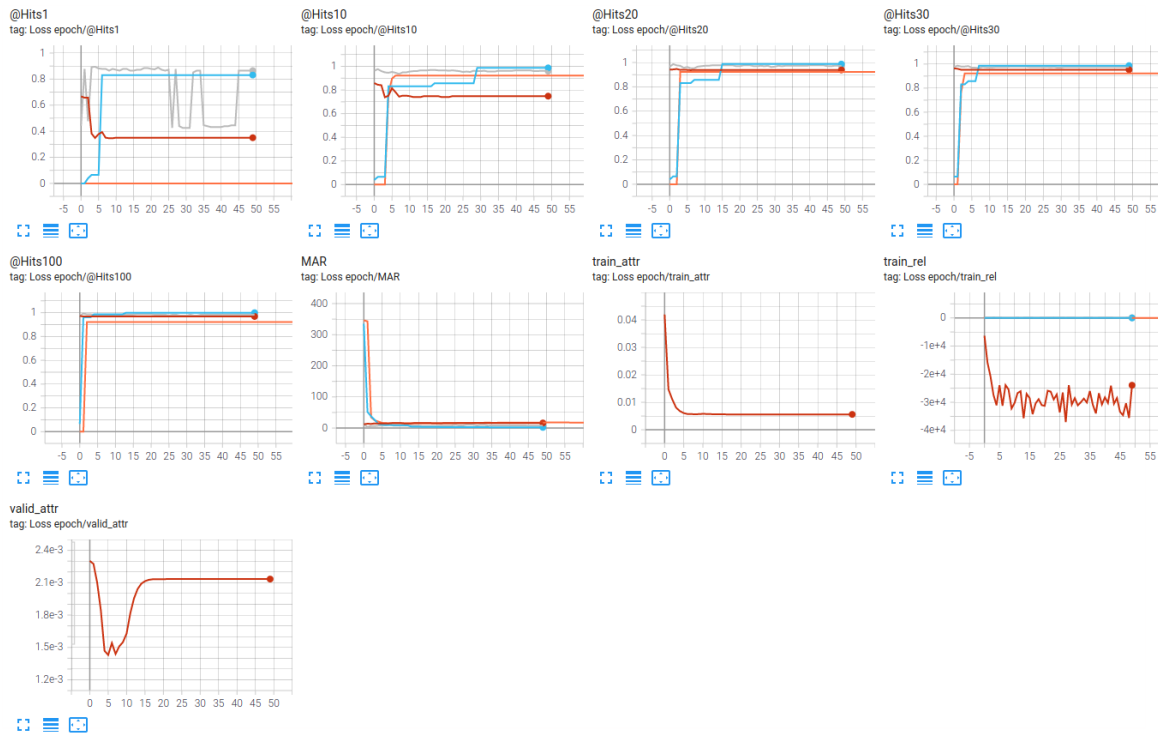 @Hits1
tag: Loss epoch/@Hits1
1
0.8
0.6
0.4
0.2
0
-5 0 5 10 15 20 25 30 35 40 45 50 55
@Hits10
tag: Loss epoch/@Hits10
1
0.8
0.6
0.4
0.2
0
-5 0 5 10 15 20 25 30 35 40 45 50 55
@Hits20
tag: Loss epoch/@Hits20
1
0.8
0.6
0.4
0.2
0
-5 0 5 10 15 20 25 30 35 40 45 50 55
@Hits30
tag: Loss epoch/@Hits30
1
0.8
0.6
0.4
0.2
0
-5 0 5 10 15 20 25 30 35 40 45 50 55
@Hits100
tag: Loss epoch/@Hits100
1
0.8
0.6
0.4
0.2
0
-5 0 5 10 15 20 25 30 35 40 45 50 55
MAR
tag: Loss epoch/MAR
400
300
200
100
0
-5 0 5 10 15 20 25 30 35 40 45 50 55
train_attr
tag: Loss epoch/train_attr
0.04
0.03
0.02
0.01
0
0 5 10 15 20 25 30 35 40 45 50
train_rel
tag: Loss epoch/train_rel
0
-1e+4
-2e+4
-3e+4
-4e+4
-5 5 15 25 35 45 55
valid_attr
tag: Loss epoch/valid_attr
2.4e-3
2.1e-3
1.8e-3
1.5e-3
1.2e-3
0 5 10 15 20 25 30 35 40 45 50